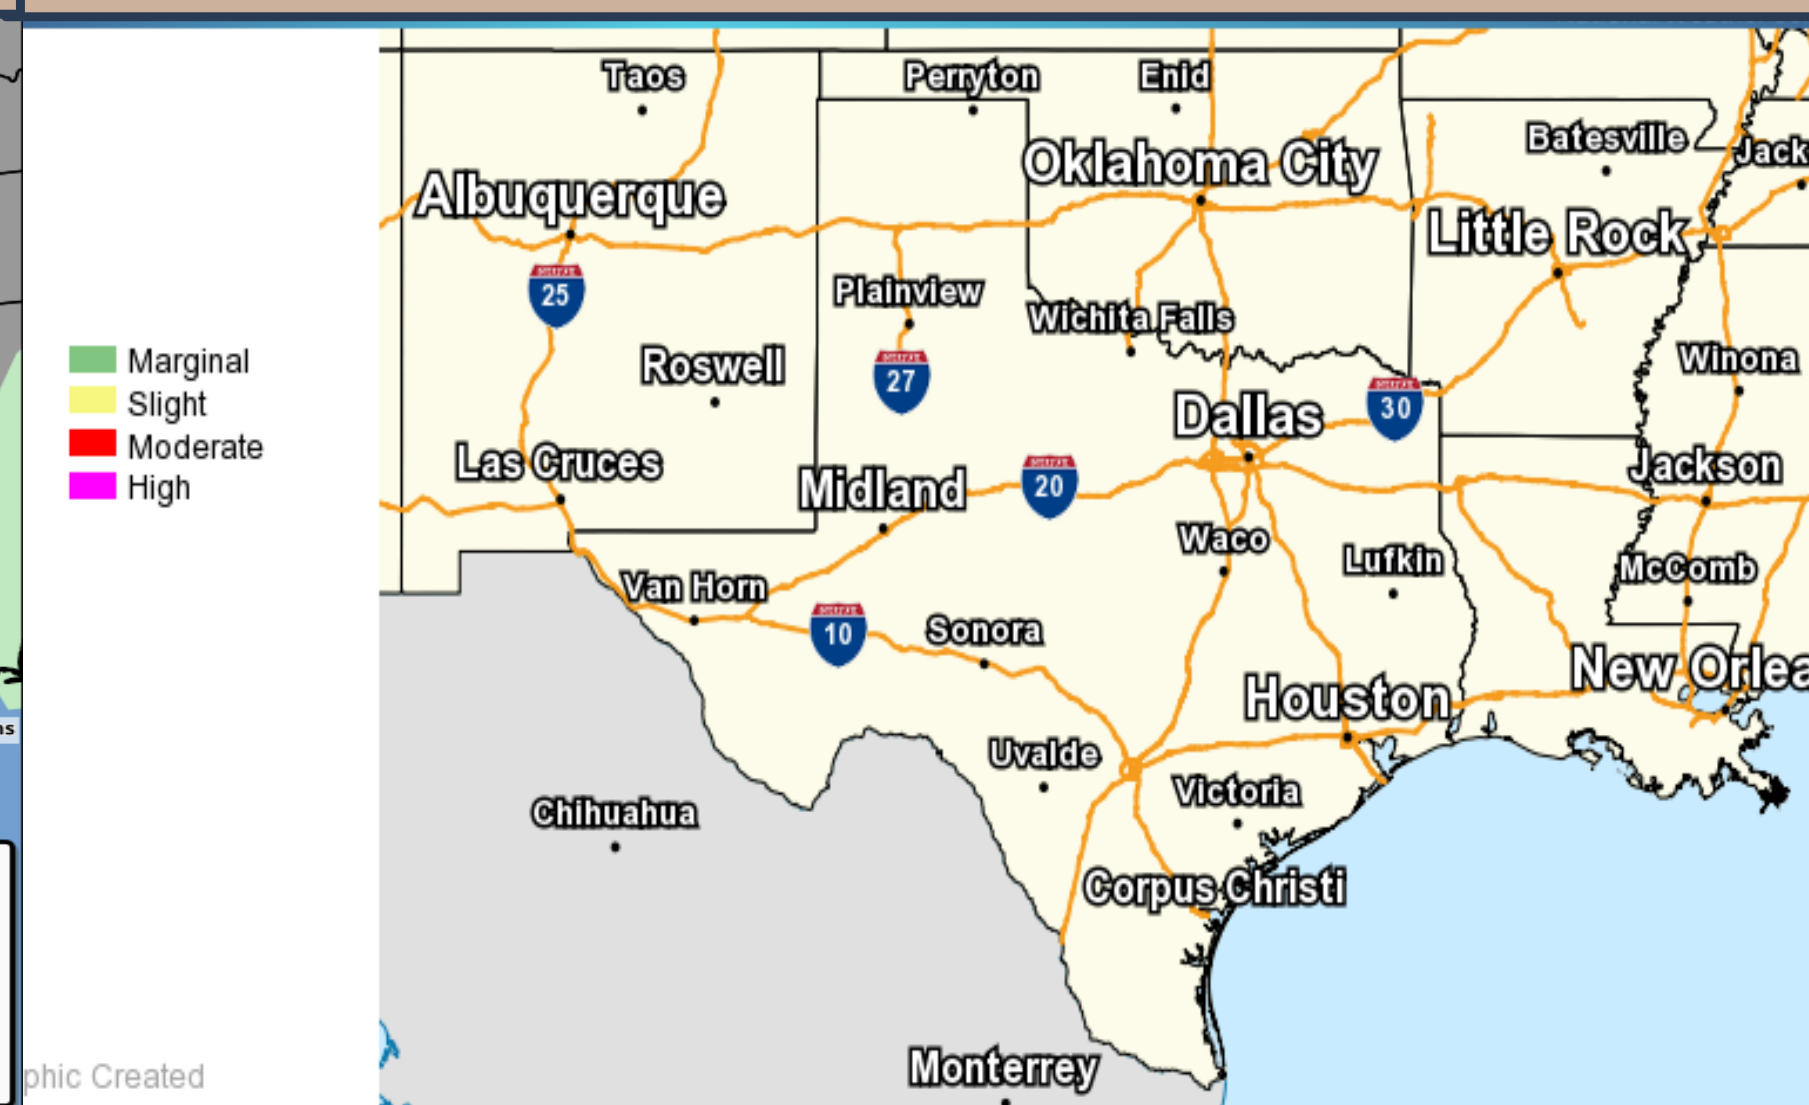 Taos
Perryton
Enid
Batesville
Oklahoma City
Jack
Albuquerque
Little Rock
25
Plainview
Wichita Falls
Winona
Roswell
27
30
Dallas
Marginal
Slight
Moderate
High
Las Cruces
Midland
20
Jackson
Waco
Lufkin
McComb
Van Horn
10
Sonora
New Orlea
Houston
ns
Uvalde
Victoria
Chihuahua
Corpus Christi
Monterrey
phic Created